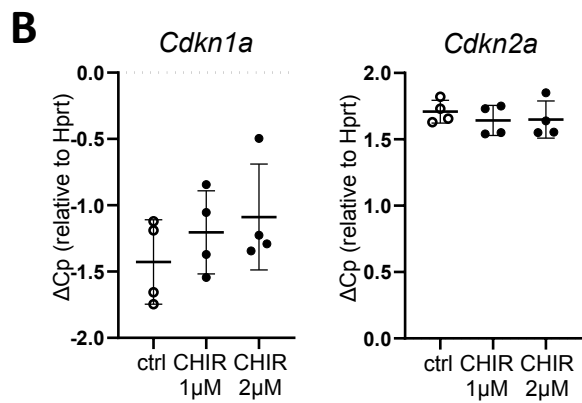 B
Cdkn1a
ΔCp (relative to Hprt)
0.0
-0.5
-1.0
-1.5
-2.0
ctrl
CHIR
1µM
CHIR
2µM
Cdkn2a
ΔCp (relative to Hprt)
2.0
1.5
1.0
0.5
0.0
ctrl
CHIR
1µM
CHIR
2µM